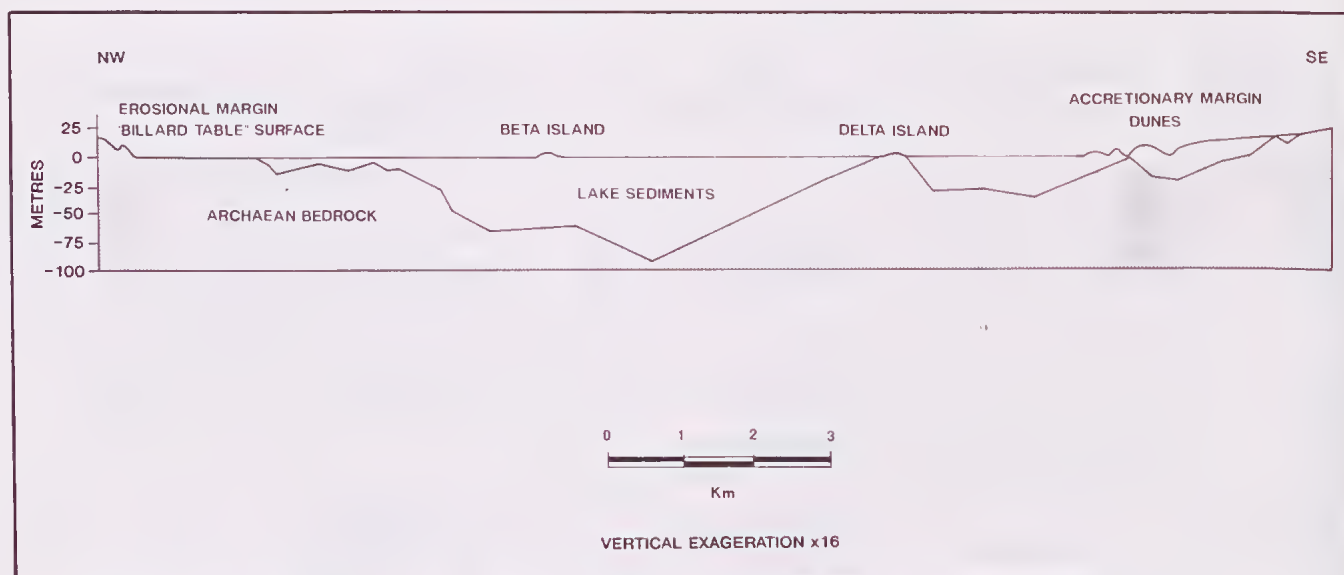 NW
SE
EROSIONAL MARGIN
"BILLARD TABLE" SURFACE
BETA ISLAND
DELTA ISLAND
ACCRETIONARY MARGIN
DUNES
METRES
25
0
-25
-50
-75
-100
LAKE SEDIMENTS
ARCHAEAN BEDROCK
0 1 2 3
Km
VERTICAL EXAGERATION x16